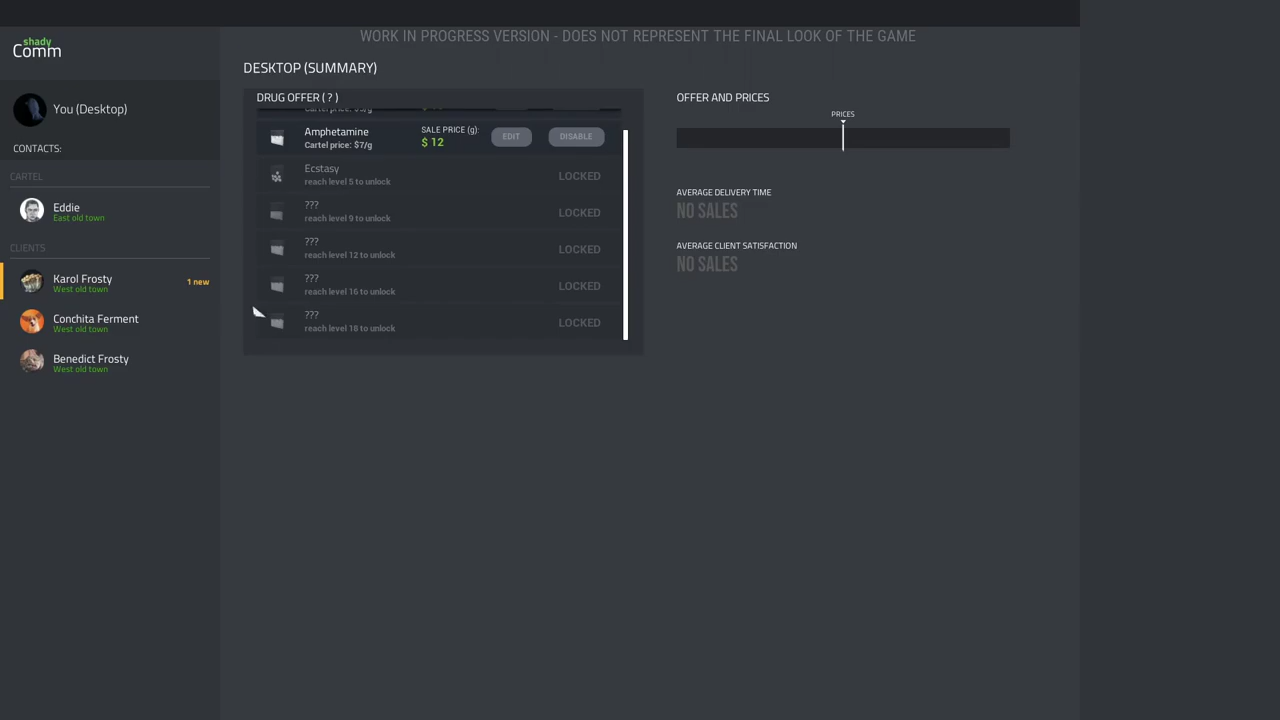 WORK IN PROGRESS VERSION - DOES NOT REPRESENT THE FINAL LOOK OF THE GAME
shady
Comm
You (Desktop)
CONTACTS:
CARTEL
Eddie
East old town
CLIENTS
Karol Frosty
West old town
1 new
Conchita Ferment
West old town
Benedict Frosty
West old town
DESKTOP (SUMMARY)
DRUG OFFER ( ? )
Amphetamine
Cartel price: $7/g
SALE PRICE (g):
$ 12
EDIT
DISABLE
Ecstasy
reach level 5 to unlock
LOCKED
???
reach level 9 to unlock
LOCKED
???
reach level 12 to unlock
LOCKED
???
reach level 16 to unlock
LOCKED
???
reach level 18 to unlock
LOCKED
OFFER AND PRICES
PRICES
AVERAGE DELIVERY TIME
NO SALES
AVERAGE CLIENT SATISFACTION
NO SALES